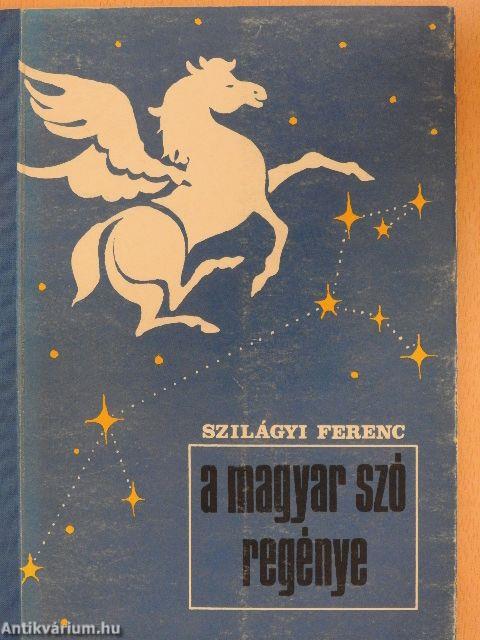 SZILÁGYI FERENC
a magyar szó
regénye
Antikvárium.hu